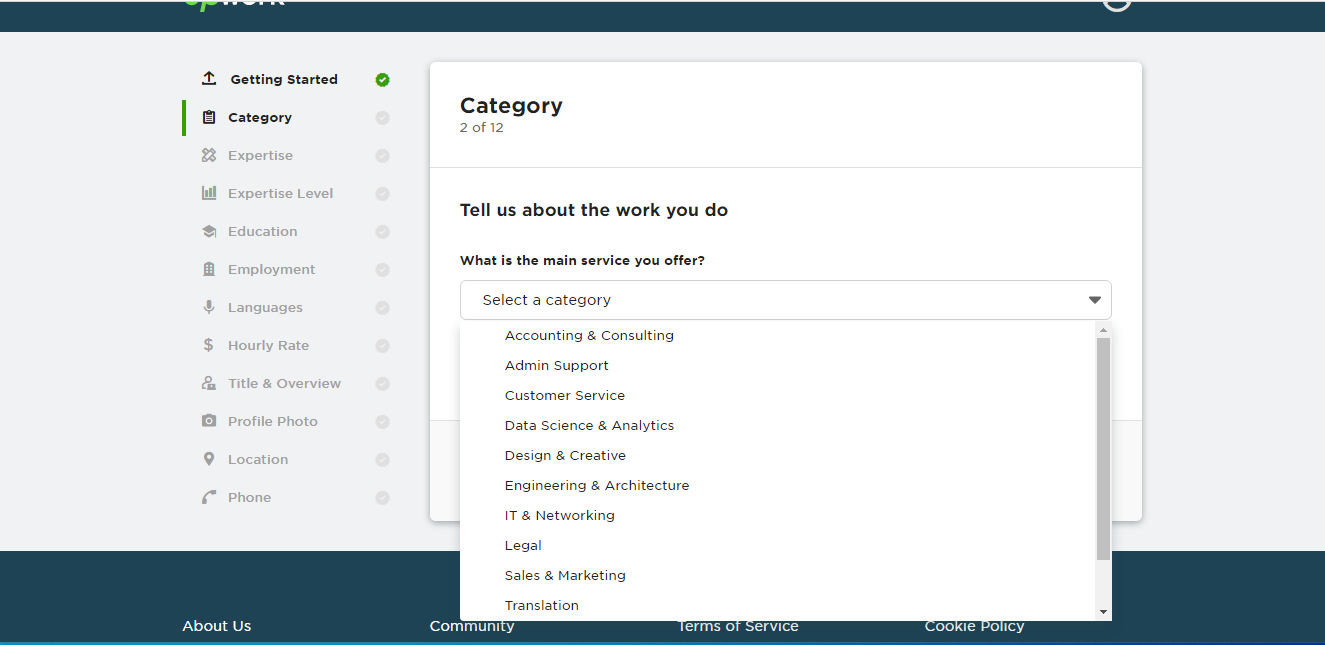 upwork
Getting Started
Category
Expertise
Expertise Level
Education
Employment
Languages
Hourly Rate
Title & Overview
Profile Photo
Location
Phone
Category
2 of 12
Tell us about the work you do
What is the main service you offer?
Select a category
Accounting & Consulting
Admin Support
Customer Service
Data Science & Analytics
Design & Creative
Engineering & Architecture
IT & Networking
Legal
Sales & Marketing
Translation
About Us
Community
Terms of Service
Cookie Policy